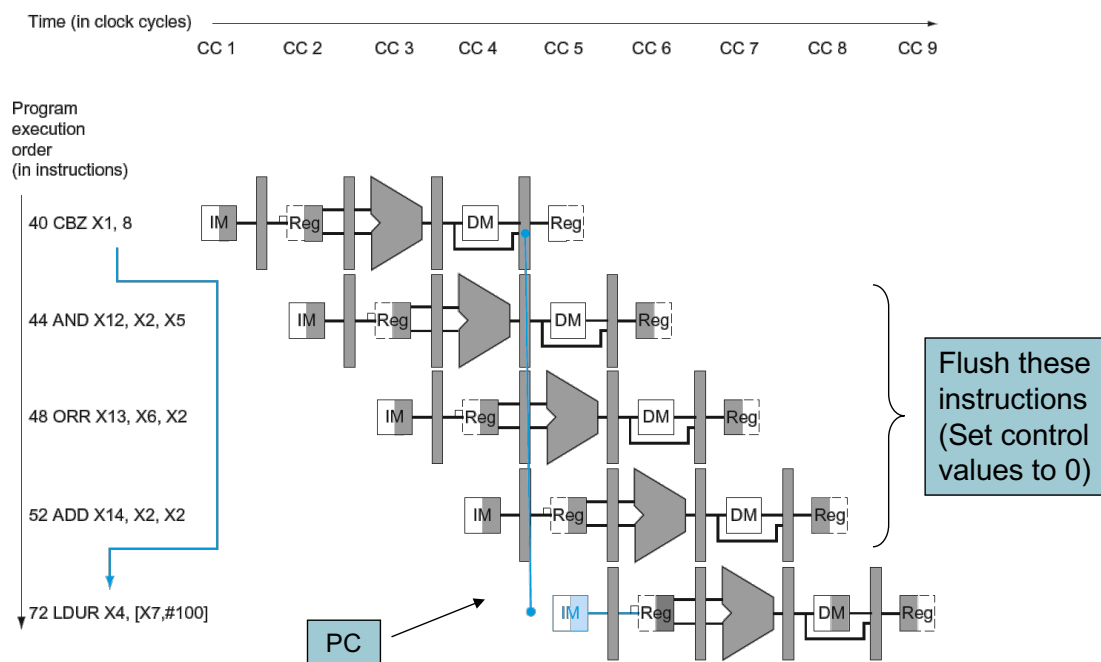 Time (in clock cycles)
CC 1 CC 2 CC 3 CC 4 CC 5 CC 6 CC 7 CC 8 CC 9
Program
execution
order
(in instructions)
40 CBZ X1, 8
IM Reg DM Reg
44 AND X12, X2, X5
IM Reg DM Reg
48 ORR X13, X6, X2
IM Reg DM Reg
52 ADD X14, X2, X2
IM Reg DM Reg
72 LDUR X4, [X7,#100]
IM Reg DM Reg
Flush these
instructions
(Set control
values to 0)
PC